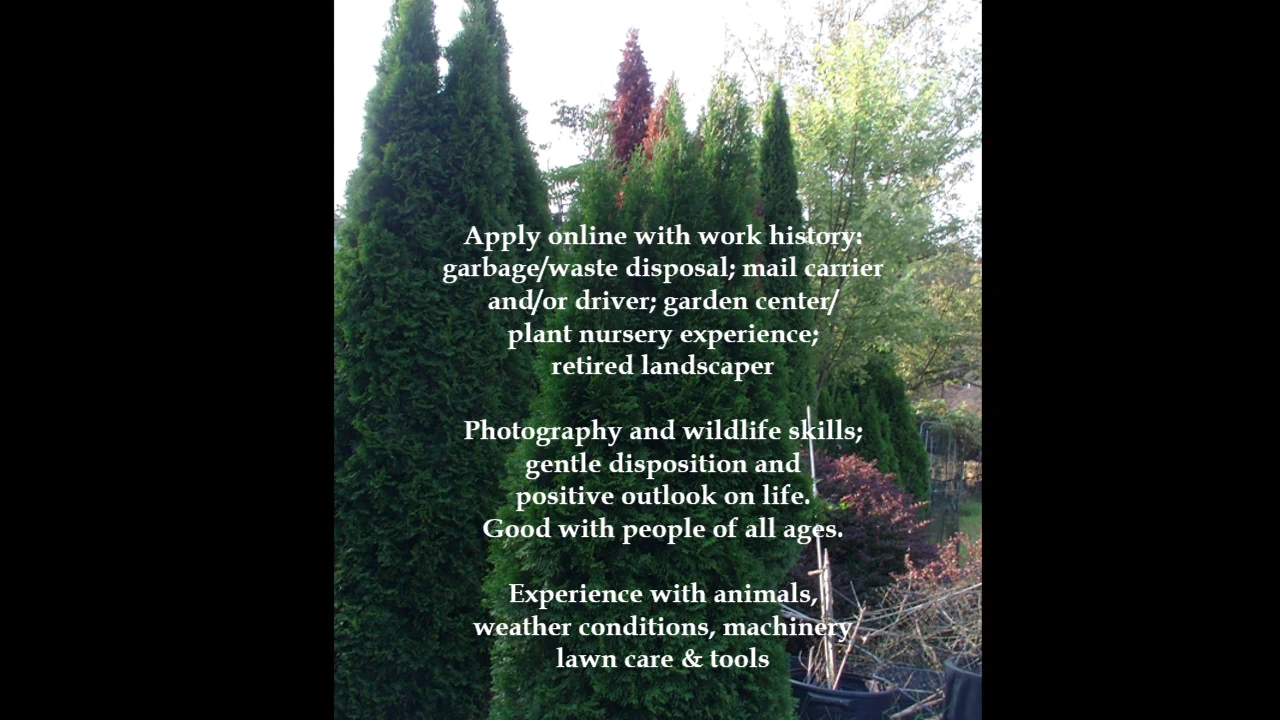 Apply online with work history:
garbage/waste disposal; mail carrier
and/or driver; garden center/
plant nursery experience;
retired landscaper
Photography and wildlife skills;
gentle disposition and
positive outlook on life.
Good with people of all ages.
Experience with animals,
weather conditions, machinery
lawn care & tools